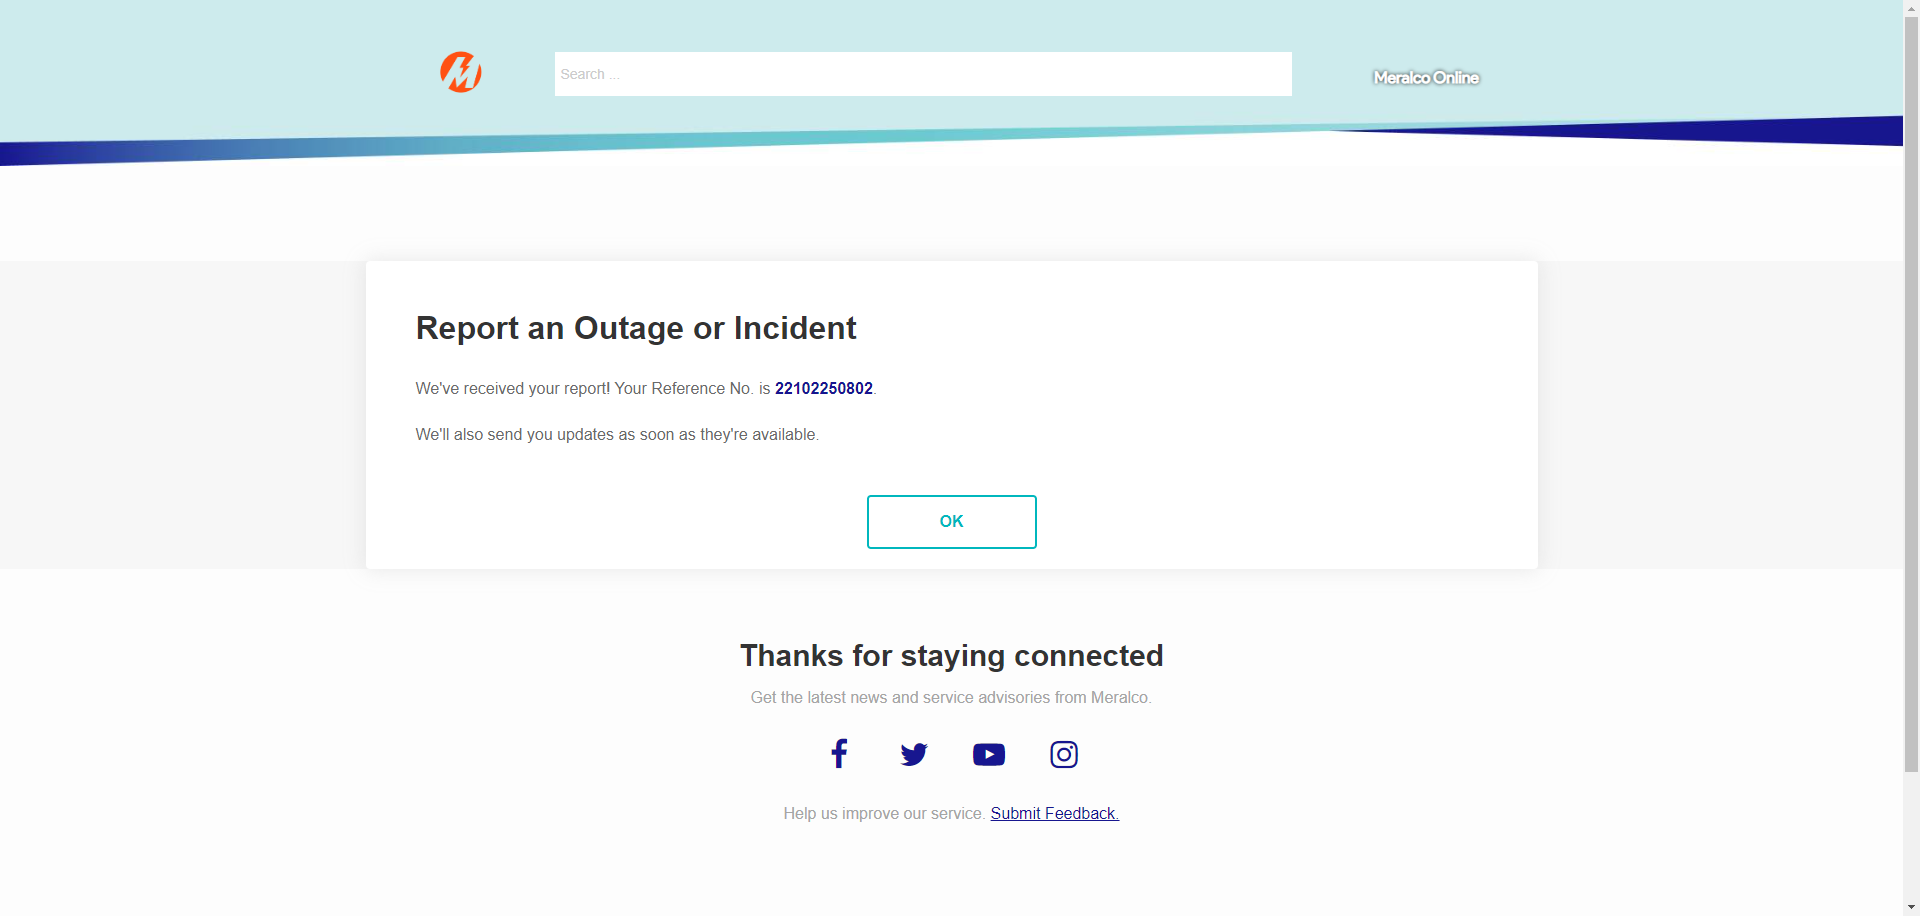 Search ...
Meralco Online
Report an Outage or Incident
We've received your report! Your Reference No. is 22102250802.
We'll also send you updates as soon as they're available.
OK
Thanks for staying connected
Get the latest news and service advisories from Meralco.
Help us improve our service. Submit Feedback.